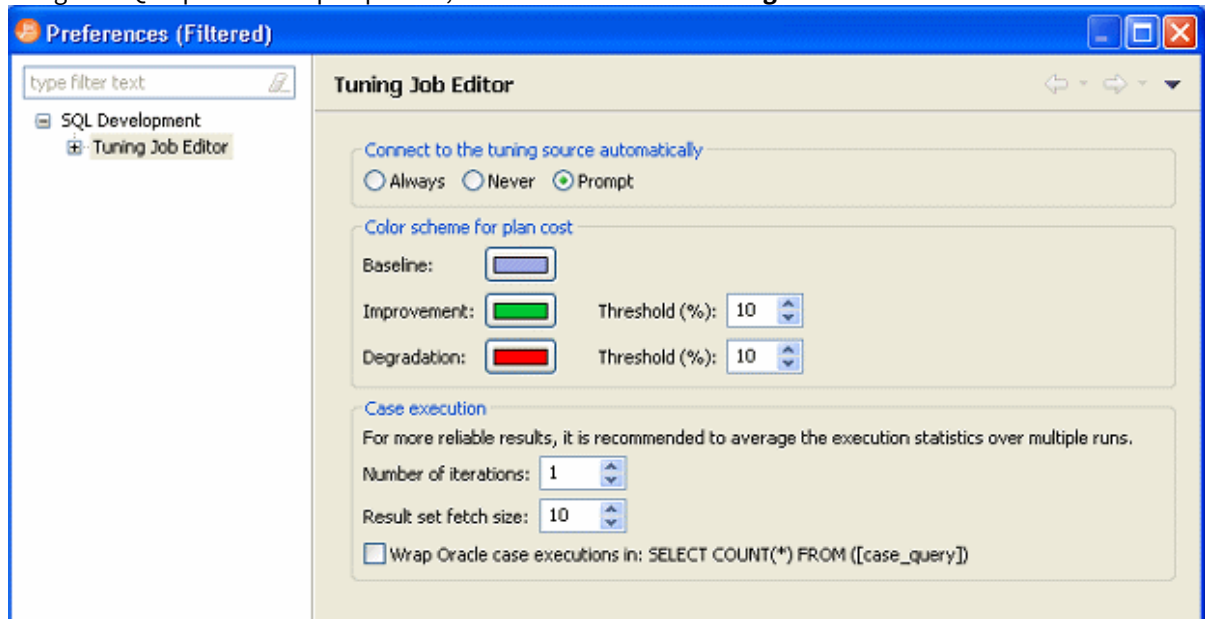 Preferences (Filtered)
type filter text
SQL Development
Tuning Job Editor
Tuning Job Editor
Connect to the tuning source automatically
Always Never Prompt
Color scheme for plan cost
Baseline:
Improvement: Threshold (%): 10
Degradation: Threshold (%): 10
Case execution
For more reliable results, it is recommended to average the execution statistics over multiple runs.
Number of iterations: 1
Result set fetch size: 10
Wrap Oracle case executions in: SELECT COUNT(*) FROM ([case_query])